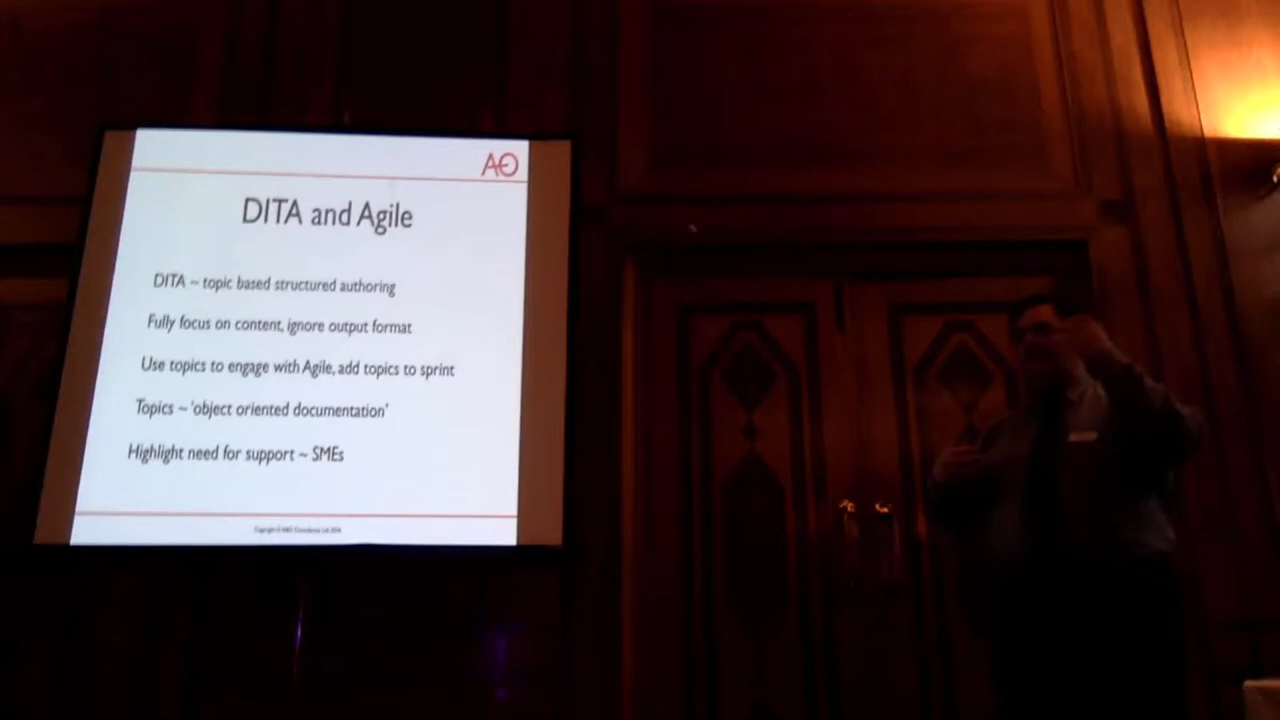 AO
DITA and Agile
DITA ~ topic based structured authoring
Fully focus on content, ignore output format
Use topics to engage with Agile, add topics to sprint
Topics ~ 'object oriented documentation'
Highlight need for support ~ SMEs
Copyright ©